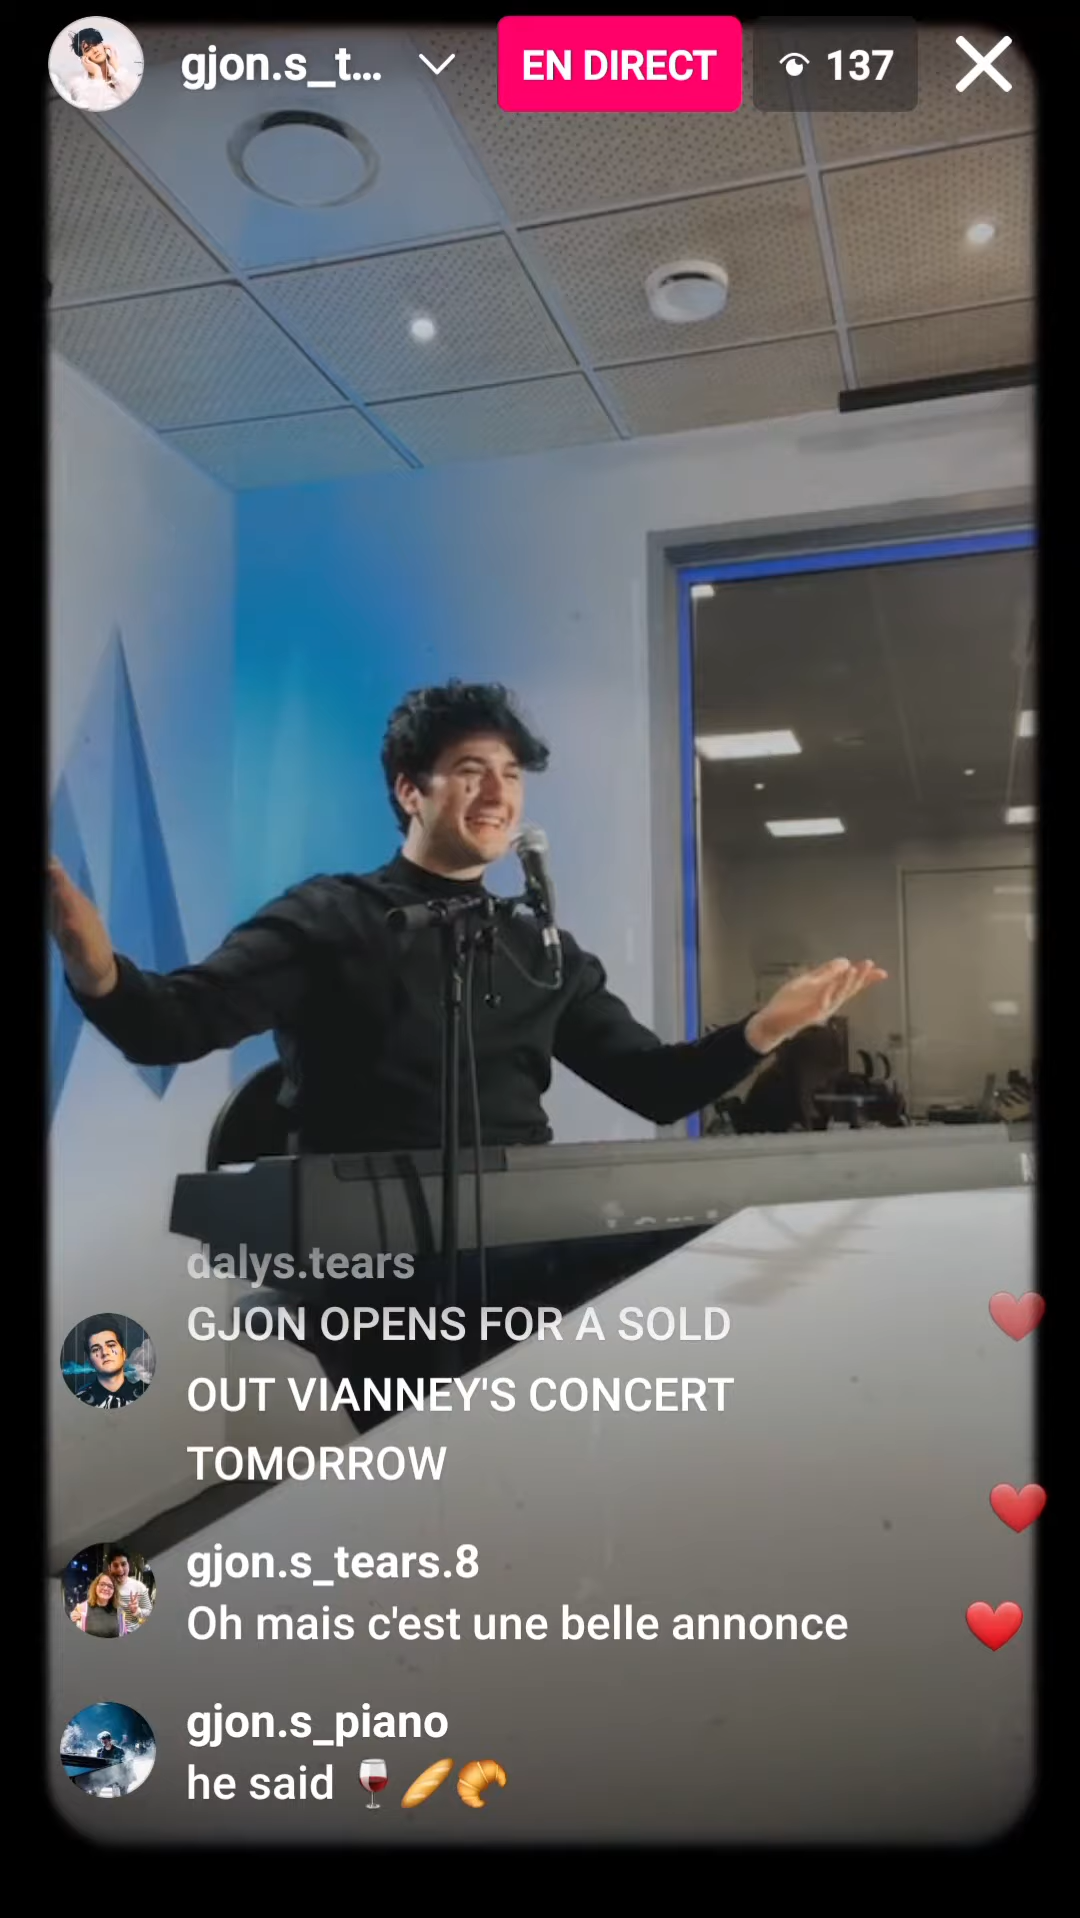 gjon.s_t...
EN DIRECT
137
dalys.tears
GJON OPENS FOR A SOLD
OUT VIANNEY'S CONCERT
TOMORROW
gjon.s_tears.8
Oh mais c'est une belle annonce
gjon.s_piano
he said 🍷🥖🥐